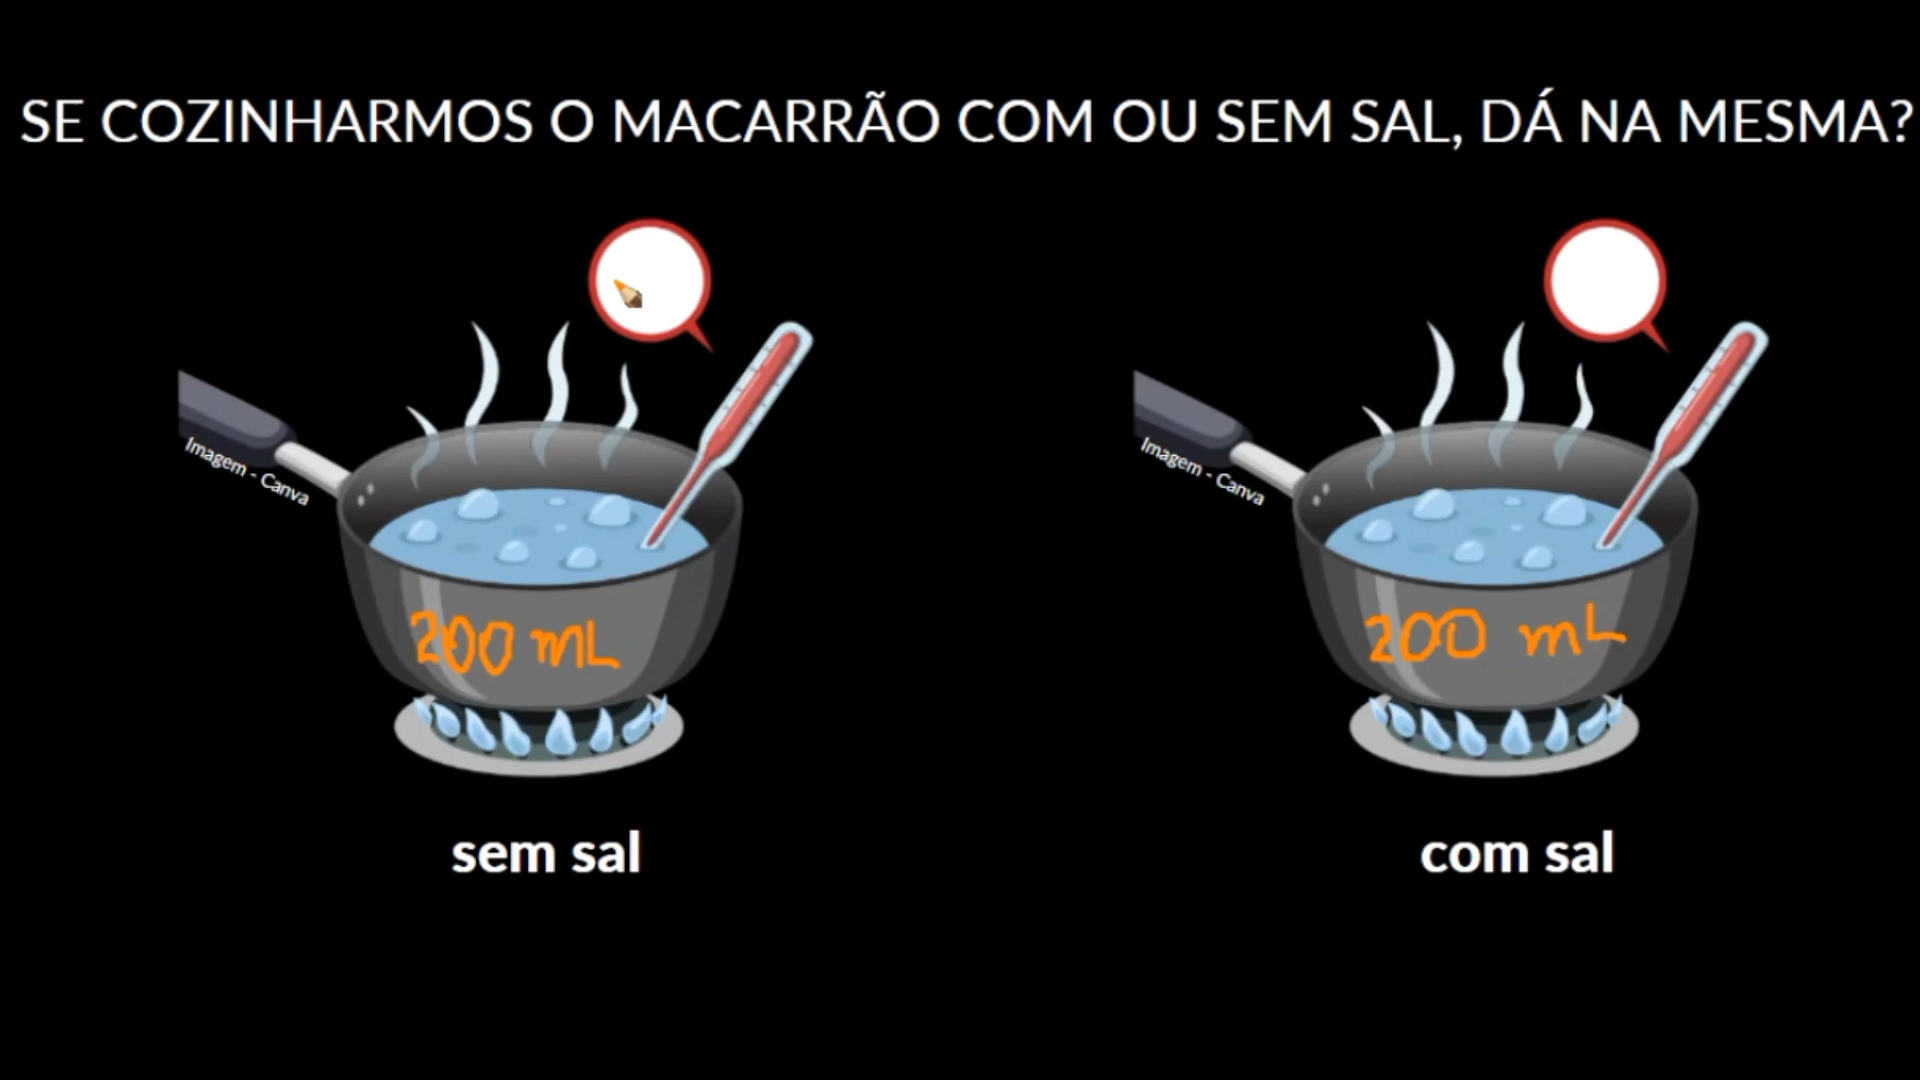 SE COZINHARMOS O MACARRÃO COM OU SEM SAL, DÁ NA MESMA?
Imagem - Canva
Imagem - Canva
200 mL
200 mL
sem sal
com sal